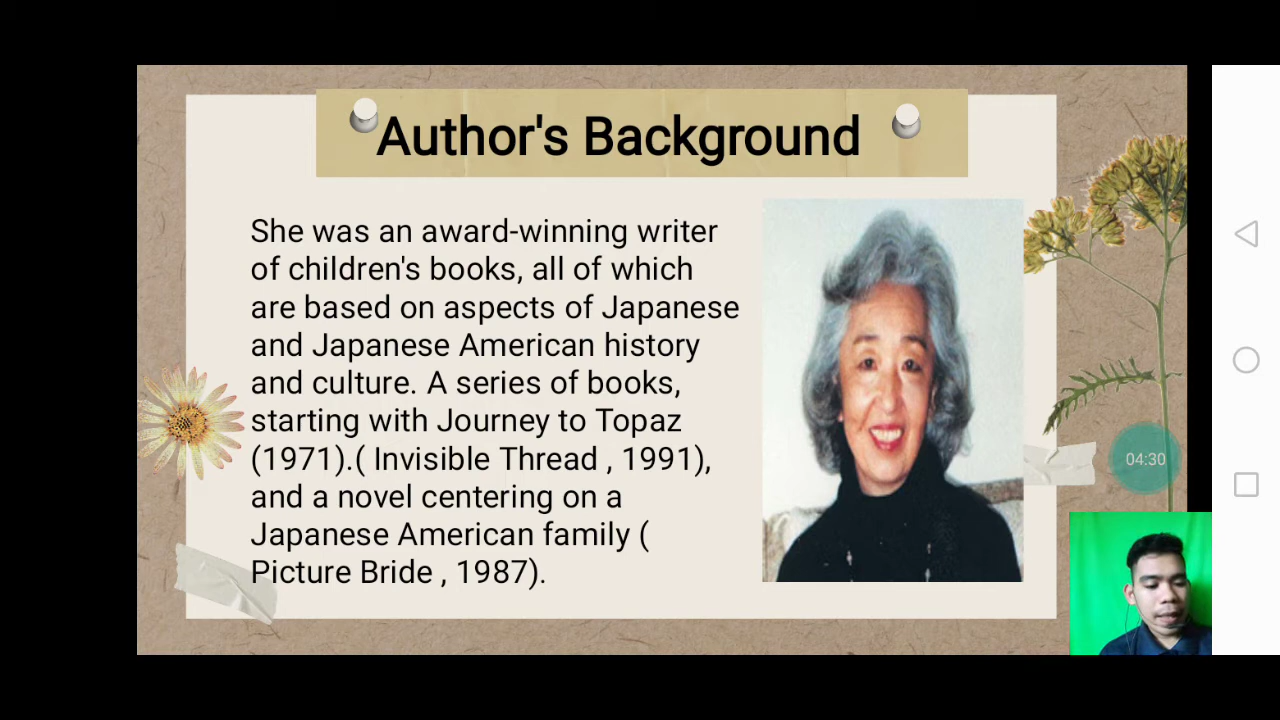 Author's Background
She was an award-winning writer
of children's books, all of which
are based on aspects of Japanese
and Japanese American history
and culture. A series of books,
starting with Journey to Topaz
(1971).( Invisible Thread , 1991),
and a novel centering on a
Japanese American family (
Picture Bride , 1987).
04:30